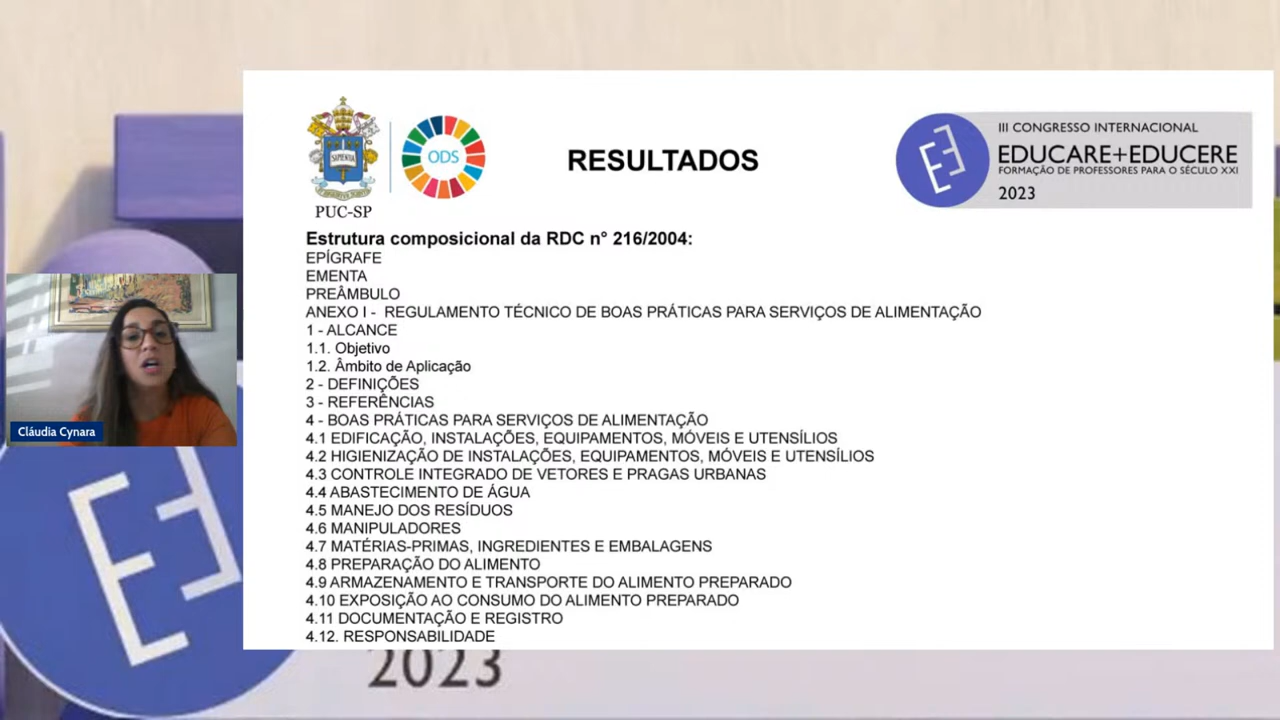 PUC-SP
ODS
RESULTADOS
III CONGRESSO INTERNACIONAL
EDUCARE+EDUCERE
FORMAÇÃO DE PROFESSORES PARA O SÉCULO XXI
2023
Estrutura composicional da RDC n° 216/2004:
EPÍGRAFE
EMENTA
PREÂMBULO
ANEXO I - REGULAMENTO TÉCNICO DE BOAS PRÁTICAS PARA SERVIÇOS DE ALIMENTAÇÃO
1 - ALCANCE
1.1. Objetivo
1.2. Âmbito de Aplicação
2 - DEFINIÇÕES
3 - REFERÊNCIAS
4 - BOAS PRÁTICAS PARA SERVIÇOS DE ALIMENTAÇÃO
4.1 EDIFICAÇÃO, INSTALAÇÕES, EQUIPAMENTOS, MÓVEIS E UTENSÍLIOS
4.2 HIGIENIZAÇÃO DE INSTALAÇÕES, EQUIPAMENTOS, MÓVEIS E UTENSÍLIOS
4.3 CONTROLE INTEGRADO DE VETORES E PRAGAS URBANAS
4.4 ABASTECIMENTO DE ÁGUA
4.5 MANEJO DOS RESÍDUOS
4.6 MANIPULADORES
4.7 MATÉRIAS-PRIMAS, INGREDIENTES E EMBALAGENS
4.8 PREPARAÇÃO DO ALIMENTO
4.9 ARMAZENAMENTO E TRANSPORTE DO ALIMENTO PREPARADO
4.10 EXPOSIÇÃO AO CONSUMO DO ALIMENTO PREPARADO
4.11 DOCUMENTAÇÃO E REGISTRO
4.12. RESPONSABILIDADE
Cláudia Cynara
2023